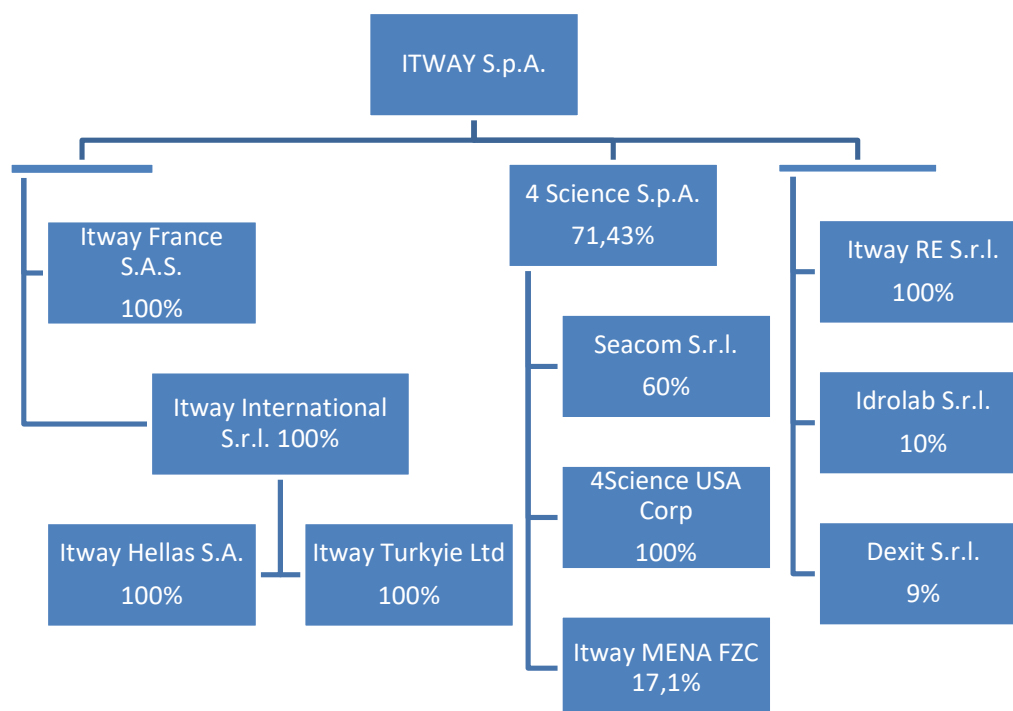 ITWAY S.p.A.
4 Science S.p.A.
71,43%
Itway France
S.A.S.
100%
Itway RE S.r.l.
100%
Seacom S.r.l.
60%
Itway International
S.r.l. 100%
Idrolab S.r.l.
10%
4Science USA
Corp
100%
Itway Hellas S.A.
100%
Itway Turkyie Ltd
100%
Dexit S.r.l.
9%
Itway MENA FZC
17,1%